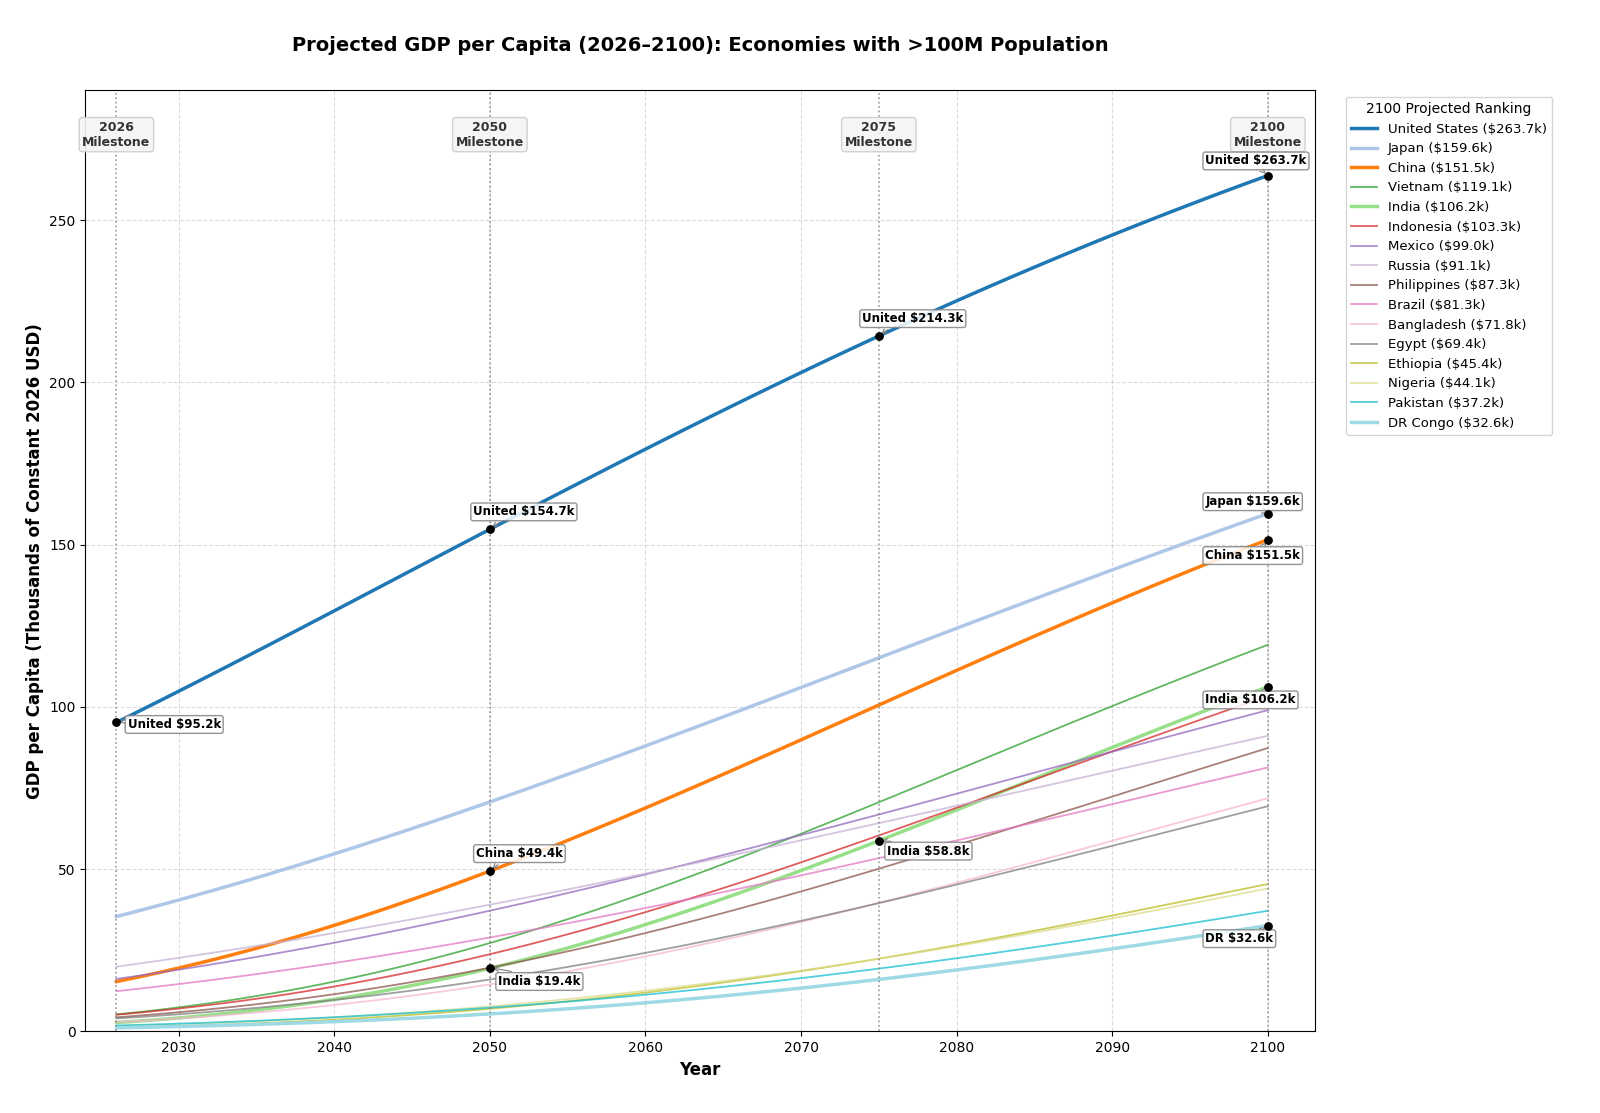 Projected GDP per Capita (2026–2100): Economies with >100M Population
GDP per Capita (Thousands of Constant 2026 USD)
250
200
150
100
50
0
2026
Milestone
2050
Milestone
2075
Milestone
2100
Milestone
United $263.7k
United $214.3k
United $154.7k
Japan $159.6k
China $151.5k
United $95.2k
India $106.2k
China $49.4k
India $58.8k
India $19.4k
DR $32.6k
2030
2040
2050
2060
2070
2080
2090
2100
Year
2100 Projected Ranking
United States ($263.7k)
Japan ($159.6k)
China ($151.5k)
Vietnam ($119.1k)
India ($106.2k)
Indonesia ($103.3k)
Mexico ($99.0k)
Russia ($91.1k)
Philippines ($87.3k)
Brazil ($81.3k)
Bangladesh ($71.8k)
Egypt ($69.4k)
Ethiopia ($45.4k)
Nigeria ($44.1k)
Pakistan ($37.2k)
DR Congo ($32.6k)